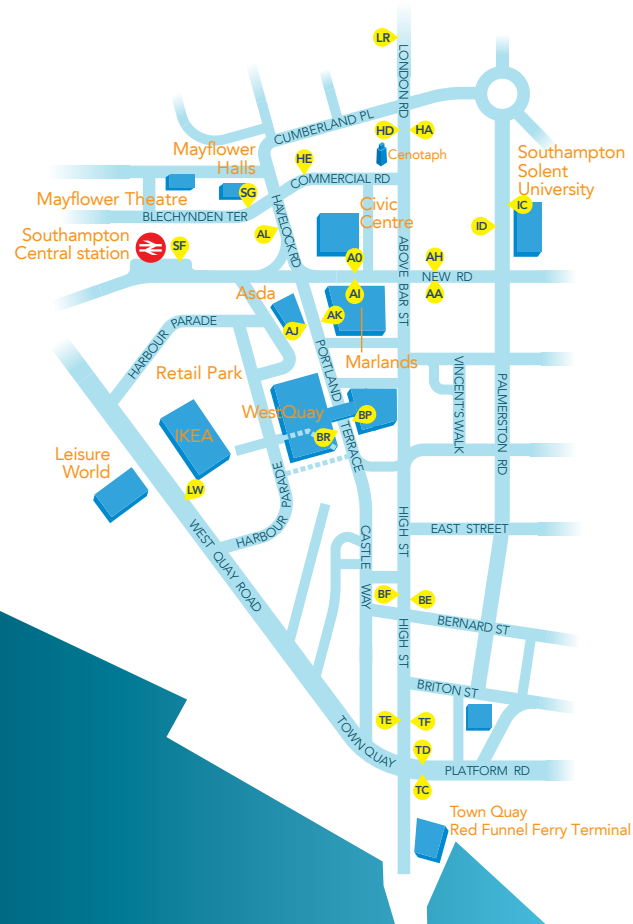 LR
LONDON RD
CUMBERLAND PL
HD
HA
Mayflower
Halls
HE
Cenotaph
COMMERCIAL RD
Southampton
Solent
University
Mayflower Theatre
SG
HAVELOCK RD
Civic
Centre
IC
BLECHYNDEN TER
ID
Southampton
Central station
SF
AL
A0
ABOVE BAR ST
AH
NEW RD
Asda
AI
AA
AJ
AK
HARBOUR PARADE
PORTLAND TERRACE
Marlands
Retail Park
VINCENT'S WALK
PALMERSTON RD
WestQuay
BP
BR
IKEA
Leisure
World
LW
HARBOUR PARADE
WEST QUAY ROAD
CASTLE WAY
HIGH ST
EAST STREET
BF
BE
BERNARD ST
HIGH ST
BRITON ST
TE
TF
TOWN QUAY
TD
PLATFORM RD
TC
Town Quay
Red Funnel Ferry Terminal